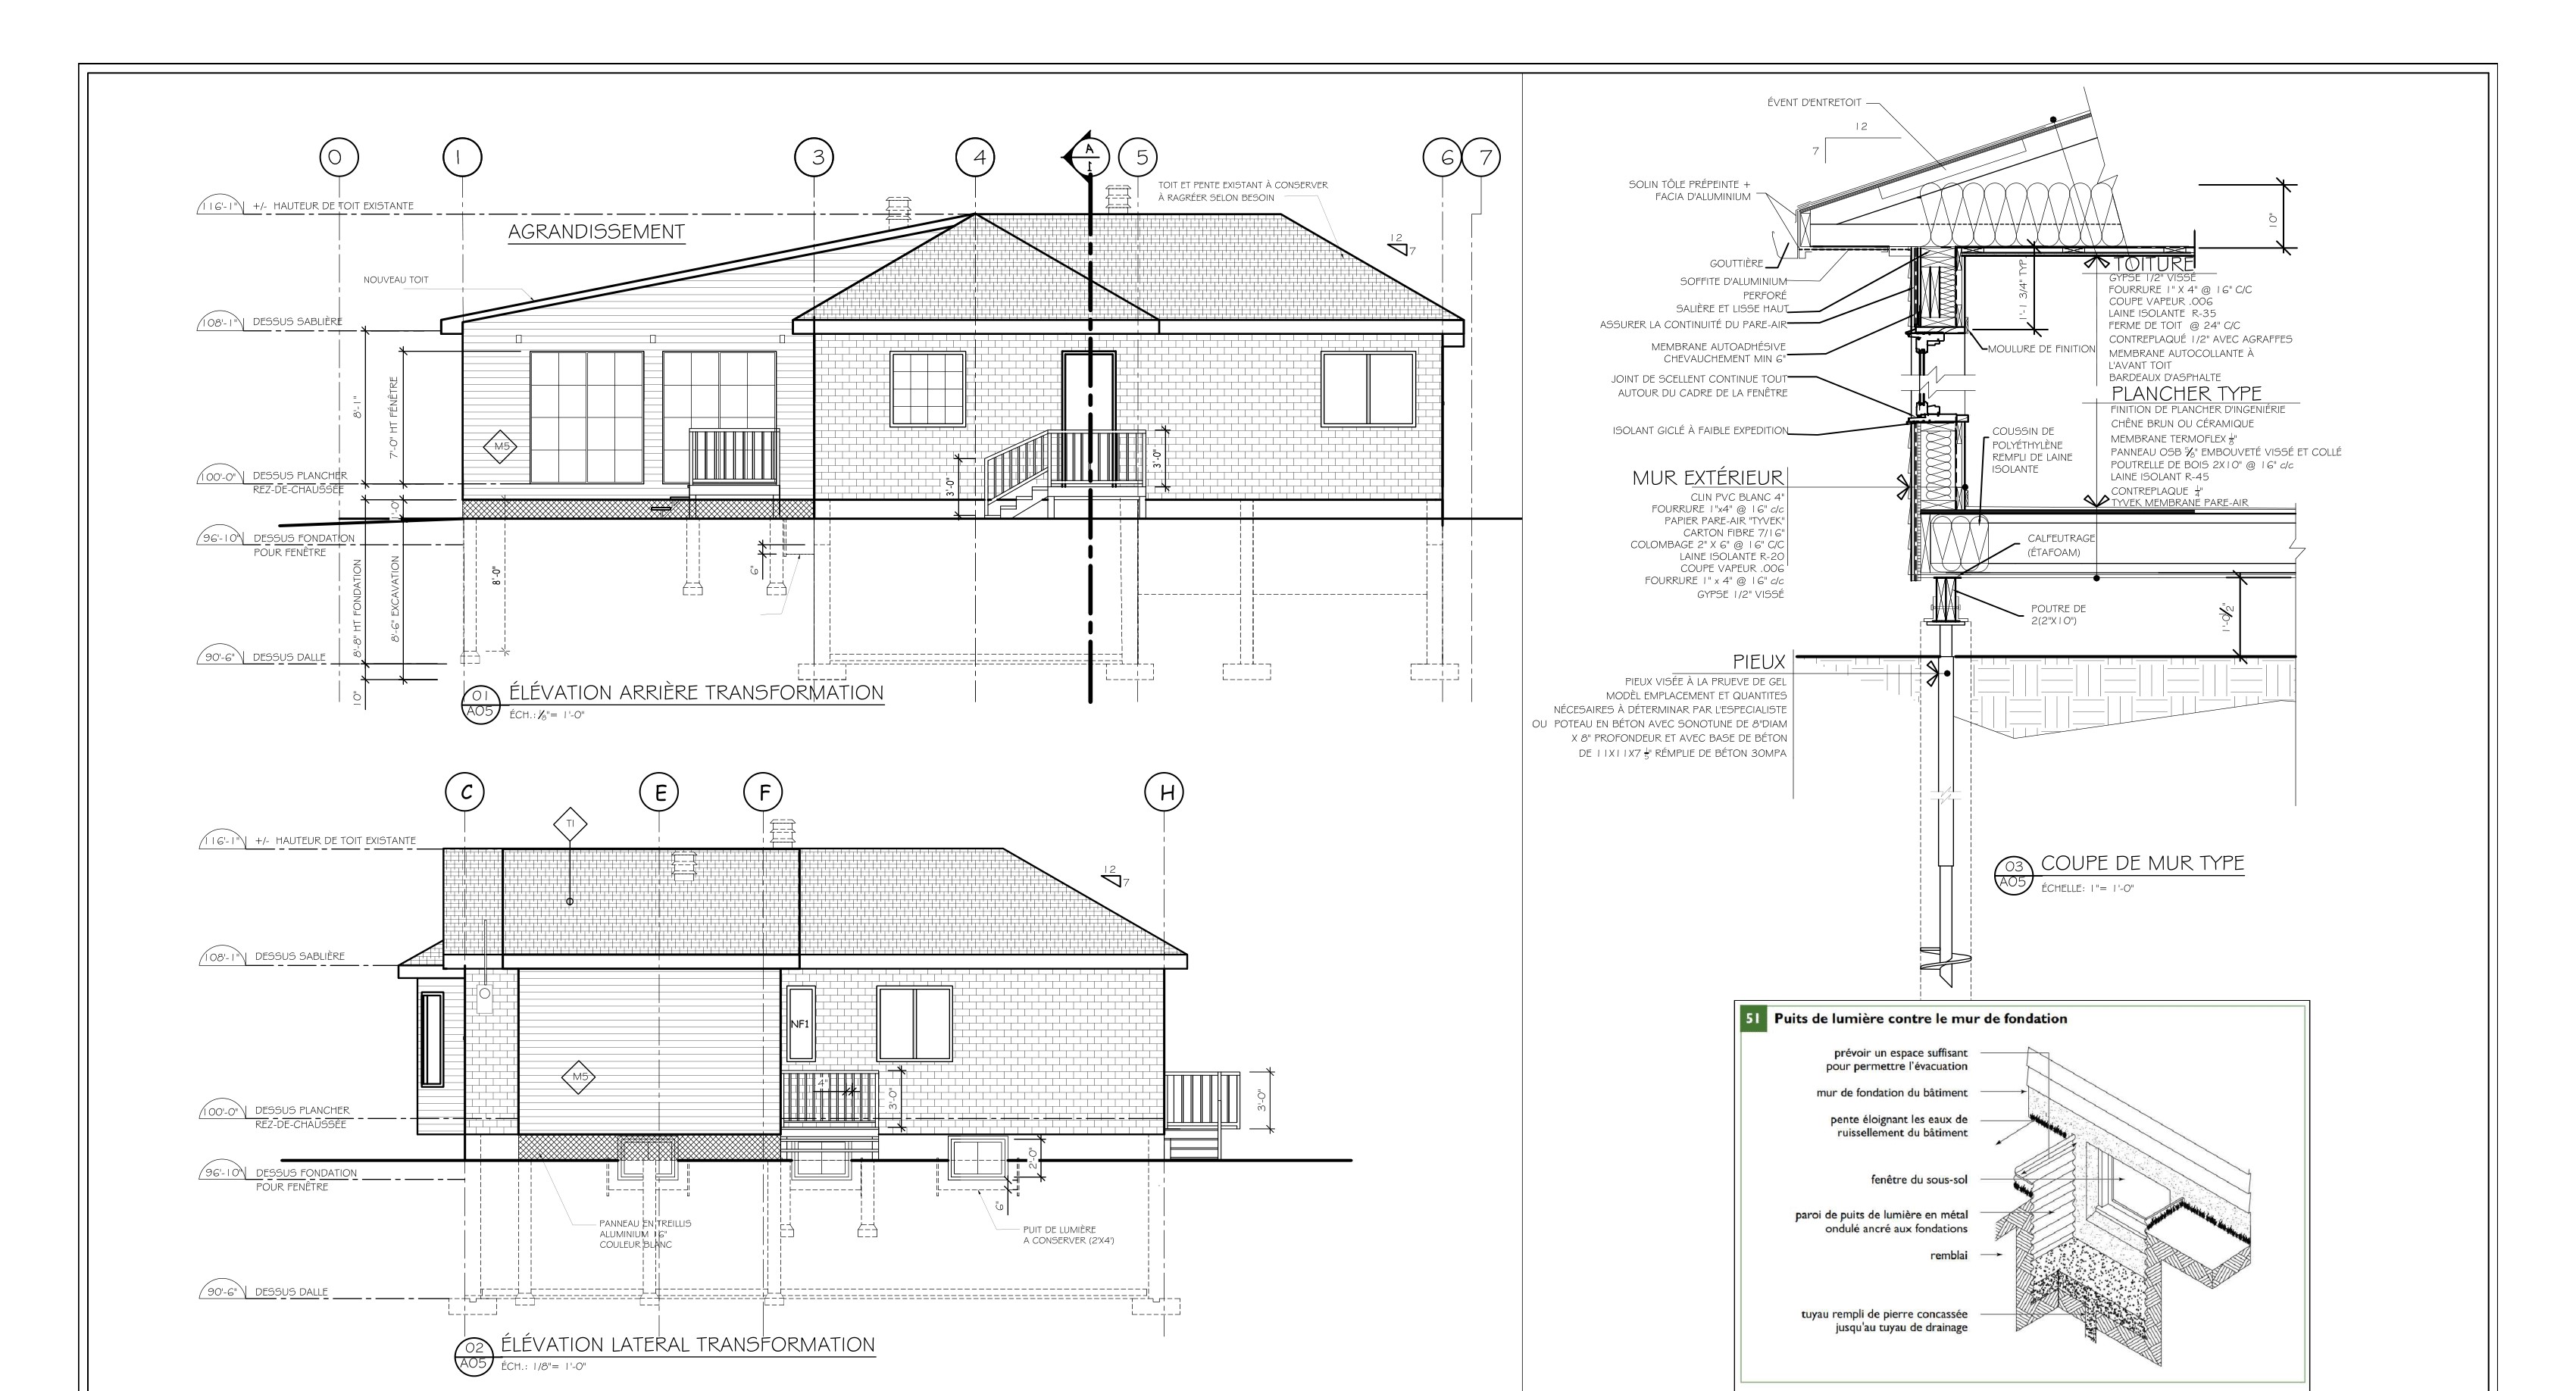 0
1
3
4
A
1
5
6
7
116'-1" +/- HAUTEUR DE TOIT EXISTANTE
AGRANDISSEMENT
TOIT ET PENTE EXISTANT À CONSERVER
À RAGRÉER SELON BESOIN
12
7
NOUVEAU TOIT
108'-1" DESSUS SABLIÈRE
8'-1"
7'-0" HT FENÊTRE
M5
3'-0"
3'-0"
100'-0" DESSUS PLANCHER
REZ-DE-CHAUSSÉE
1'-0"
96'-10" DESSUS FONDATION
POUR FENÊTRE
8'-8" HT FONDATION
8'-6" EXCAVATION
8'-0"
6"
90'-6" DESSUS DALLE
10"
01
A05
ÉLÉVATION ARRIÈRE TRANSFORMATION
ÉCH.: 1/8"= 1'-0"
C
E
F
H
T1
116'-1" +/- HAUTEUR DE TOIT EXISTANTE
12
7
108'-1" DESSUS SABLIÈRE
NF1
M5
4"
3'-0"
3'-0"
100'-0" DESSUS PLANCHER
REZ-DE-CHAUSSÉE
96'-10" DESSUS FONDATION
POUR FENÊTRE
2'-0"
6"
PANNEAU EN TREILLIS
ALUMINIUM 16"
COULEUR BLANC
PUIT DE LUMIÈRE
A CONSERVER (2'X4')
90'-6" DESSUS DALLE
02
A05
ÉLÉVATION LATERAL TRANSFORMATION
ÉCH.: 1/8"= 1'-0"
ÉVENT D'ENTRETOIT
12
7
SOLIN TÔLE PRÉPEINTE +
FACIA D'ALUMINIUM
10"
GOUTTIÈRE
SOFFITE D'ALUMINIUM
PERFORÉ
SALIÈRE ET LISSE HAUT
ASSURER LA CONTINUITÉ DU PARE-AIR
MEMBRANE AUTOADHÉSIVE
CHEVAUCHEMENT MIN 6"
JOINT DE SCELLENT CONTINUE TOUT
AUTOUR DU CADRE DE LA FENÊTRE
ISOLANT GICLÉ À FAIBLE EXPEDITION
1'-1 3/4" TYP.
MOULURE DE FINITION
TOITURE
GYPSE 1/2" VISSÉ
FOURRURE 1" X 4" @ 16" C/C
COUPE VAPEUR .006
LAINE ISOLANTE R-35
FERME DE TOIT @ 24" C/C
CONTREPLAQUÉ 1/2" AVEC AGRAFFES
MEMBRANE AUTOCOLLANTE À
L'AVANT TOIT
BARDEAUX D'ASPHALTE
PLANCHER TYPE
FINITION DE PLANCHER D'INGENIÉRIE
CHÊNE BRUN OU CÉRAMIQUE
MEMBRANE TERMOFLEX
PANNEAU OSB 5/8" EMBOUVETÉ VISSÉ ET COLLÉ
POUTRELLE DE BOIS 2X10" @ 16" c/c
LAINE ISOLANT R-45
CONTREPLAQUE
TYVEK MEMBRANE PARE-AIR
COUSSIN DE
POLYÉTHYLÈNE
REMPLI DE LAINE
ISOLANTE
MUR EXTÉRIEUR
CLIN PVC BLANC 4"
FOURRURE 1"x4" @ 16" c/c
PAPIER PARE-AIR "TYVEK"
CARTON FIBRE 7/16"
COLOMBAGE 2" X 6" @ 16" C/C
LAINE ISOLANTE R-20
COUPE VAPEUR .006
FOURRURE 1" x 4" @ 16" c/c
GYPSE 1/2" VISSÉ
CALFEUTRAGE
(ÉTAFOAM)
POUTRE DE
2(2"X10")
PIEUX
PIEUX VISÉE À LA PRUEVE DE GEL
MODÈL EMPLACEMENT ET QUANTITES
NÉCESAIRES À DÉTERMINAR PAR L'ESPECIALISTE
OU POTEAU EN BÉTON AVEC SONOTUNE DE 8"DIAM
X 8" PROFONDEUR ET AVEC BASE DE BÉTON
DE 11X11X7 RÉMPLIE DE BÉTON 30MPA
03
A05
COUPE DE MUR TYPE
ÉCHELLE: 1"= 1'-0"
51 Puits de lumière contre le mur de fondation
prévoir un espace suffisant
pour permettre l'évacuation
mur de fondation du bâtiment
pente éloignant les eaux de
ruissellement du bâtiment
fenêtre du sous-sol
paroi de puits de lumière en métal
ondulé ancré aux fondations
remblai
tuyau rempli de pierre concassée
jusqu'au tuyau de drainage